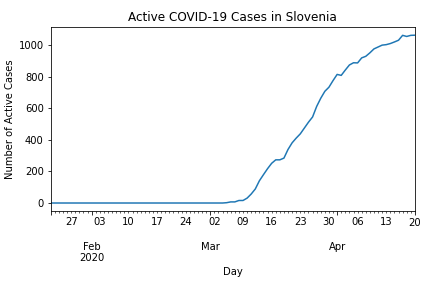 Active COVID-19 Cases in Slovenia
Number of Active Cases
1000
800
600
400
200
0
27 03 10 17 24 02 09 16 23 30 06 13 20
Feb Mar Apr
2020
Day